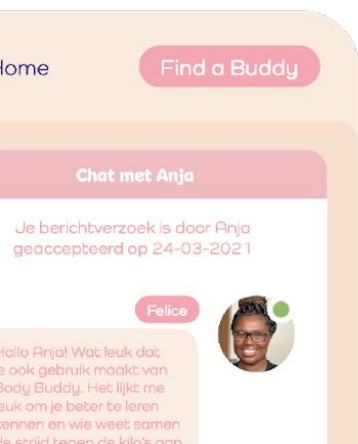 Home
Find a Buddy
Chat met Anja
Je berichtverzoek is door Anja
geaccepteerd op 24-03-2021
Felice
Hallo Anja! Wat leuk dat
je ook gebruik maakt van
Body Buddy. Het lijkt me
leuk om je beter te leren
kennen en wie weet samen
de strijd tegen de kilo's aan